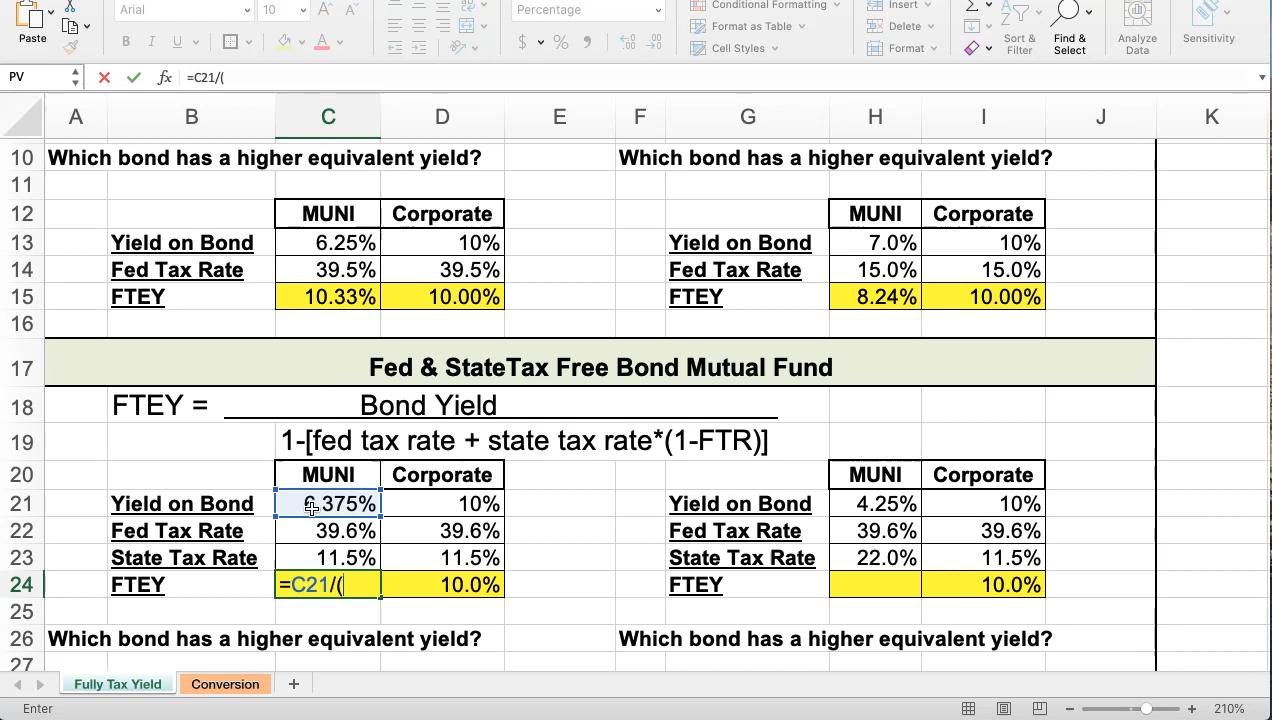 Arial 10 Percentage Conditional Formatting Insert
Paste B I U $ % Format as Table Delete Sort & Filter Find & Select Analyze Data Sensitivity
Cell Styles Format
PV fx =C21/(
A B C D E F G H I J K
10 Which bond has a higher equivalent yield? Which bond has a higher equivalent yield?
11
12 MUNI Corporate MUNI Corporate
13 Yield on Bond 6.25% 10% Yield on Bond 7.0% 10%
14 Fed Tax Rate 39.5% 39.5% Fed Tax Rate 15.0% 15.0%
15 FTEY 10.33% 10.00% FTEY 8.24% 10.00%
16
17 Fed & StateTax Free Bond Mutual Fund
18 FTEY = Bond Yield
19 1-[fed tax rate + state tax rate*(1-FTR)]
20 MUNI Corporate MUNI Corporate
21 Yield on Bond 6.375% 10% Yield on Bond 4.25% 10%
22 Fed Tax Rate 39.6% 39.6% Fed Tax Rate 39.6% 39.6%
23 State Tax Rate 11.5% 11.5% State Tax Rate 22.0% 11.5%
24 FTEY =C21/( 10.0% FTEY 10.0%
25
26 Which bond has a higher equivalent yield? Which bond has a higher equivalent yield?
27
Fully Tax Yield Conversion +
Enter 210%